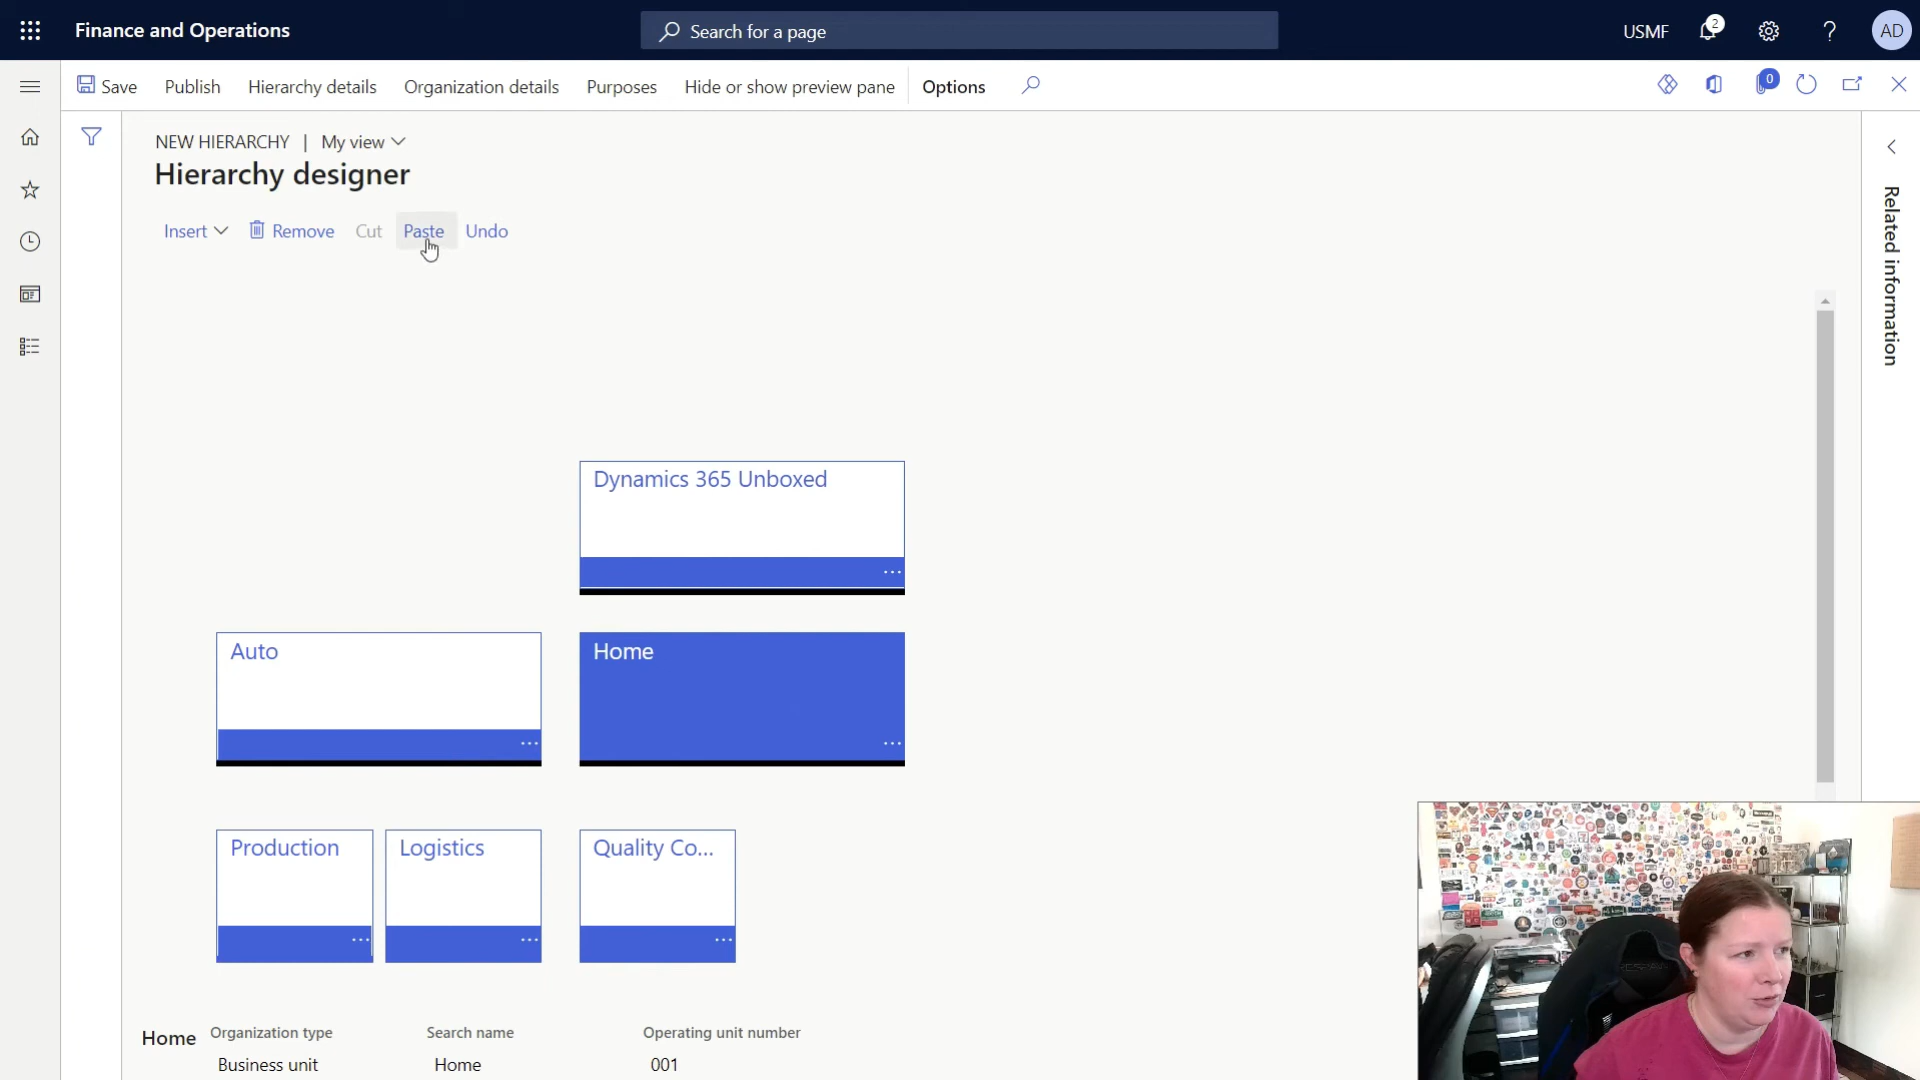 Finance and Operations
Search for a page
USMF
2
?
AD
Save
Publish
Hierarchy details
Organization details
Purposes
Hide or show preview pane
Options
0
NEW HIERARCHY | My view
Hierarchy designer
Insert
Remove
Cut
Paste
Undo
Related information
Dynamics 365 Unboxed
...
Auto
...
Home
...
Production
...
Logistics
...
Quality Co...
...
Home
Organization type
Business unit
Search name
Home
Operating unit number
001